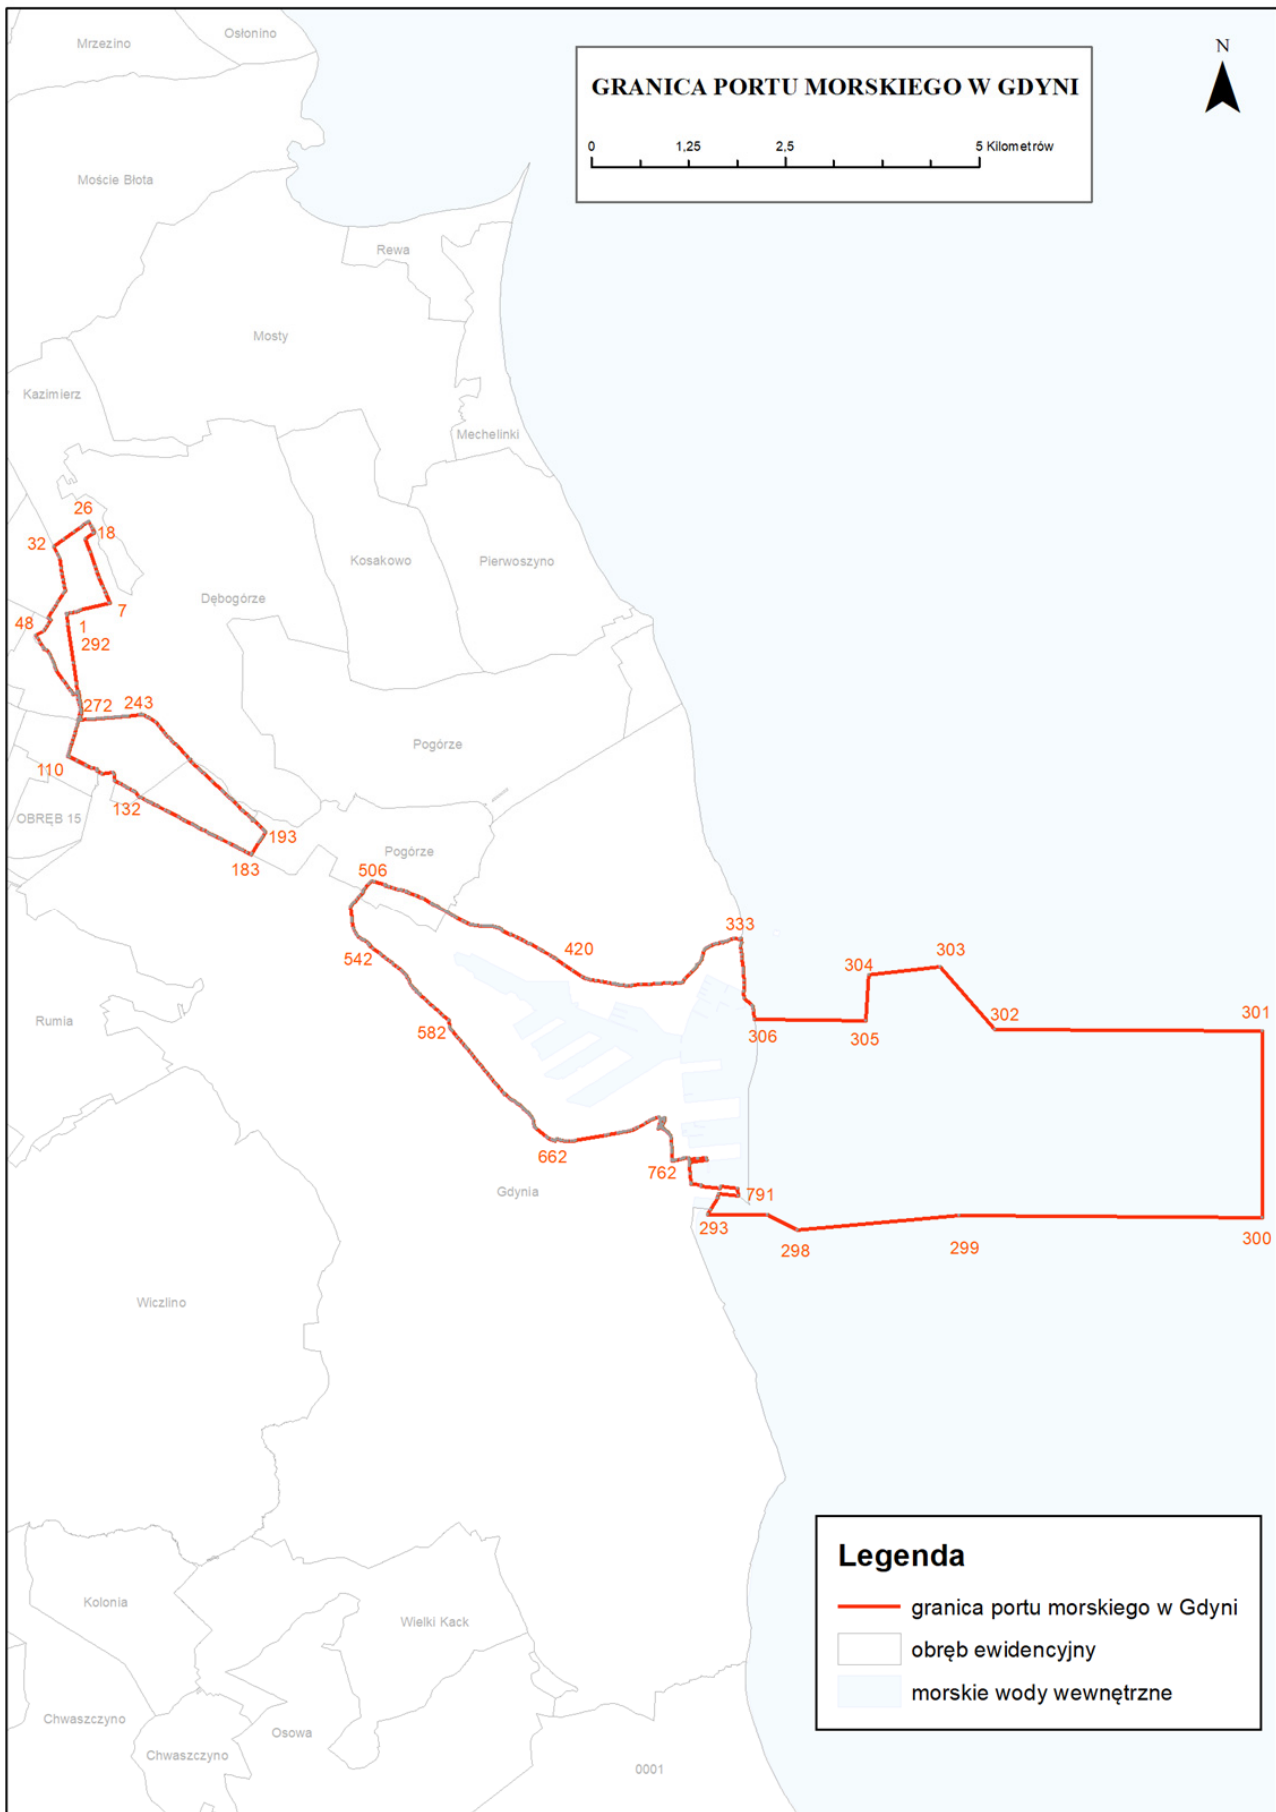 Mrzezino
Osłonino
GRANICA PORTU MORSKIEGO W GDYNI
0 1,25 2,5 5 Kilometrów
N
Moście Błota
Rewa
Mosty
Kazimierz
Mechelinki
26
18
32
Kosakowo
Pierwoszyno
Dębogórze
7
48
1
292
272
243
Pogórze
110
132
OBRĘB 15
193
183
Pogórze
506
333
420
542
304
303
Rumia
582
306
305
302
301
662
762
Gdynia
791
293
298
299
300
Wiczlino
Legenda
granica portu morskiego w Gdyni
obręb ewidencyjny
morskie wody wewnętrzne
Kolonia
Wielki Kack
Chwaszczyno
Osowa
Chwaszczyno
0001